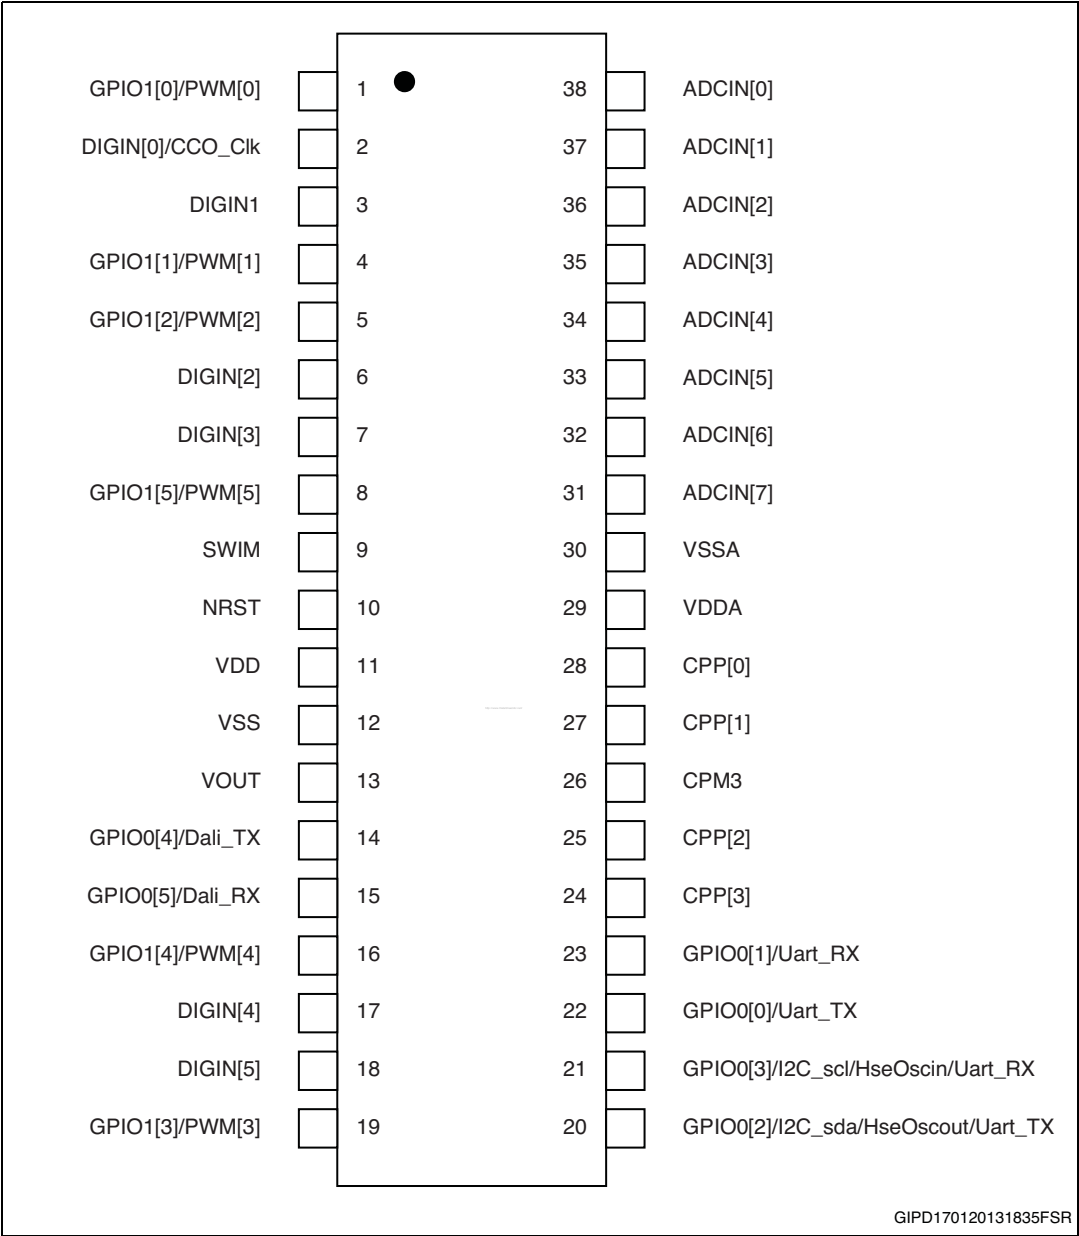 GPIO1[0]/PWM[0] 1 38 ADCIN[0]
DIGIN[0]/CCO_Clk 2 37 ADCIN[1]
DIGIN1 3 36 ADCIN[2]
GPIO1[1]/PWM[1] 4 35 ADCIN[3]
GPIO1[2]/PWM[2] 5 34 ADCIN[4]
DIGIN[2] 6 33 ADCIN[5]
DIGIN[3] 7 32 ADCIN[6]
GPIO1[5]/PWM[5] 8 31 ADCIN[7]
SWIM 9 30 VSSA
NRST 10 29 VDDA
VDD 11 28 CPP[0]
VSS 12 27 CPP[1]
VOUT 13 26 CPM3
GPIO0[4]/Dali_TX 14 25 CPP[2]
GPIO0[5]/Dali_RX 15 24 CPP[3]
GPIO1[4]/PWM[4] 16 23 GPIO0[1]/Uart_RX
DIGIN[4] 17 22 GPIO0[0]/Uart_TX
DIGIN[5] 18 21 GPIO0[3]/I2C_scl/HseOscin/Uart_RX
GPIO1[3]/PWM[3] 19 20 GPIO0[2]/I2C_sda/HseOscout/Uart_TX
GIPD170120131835FSR